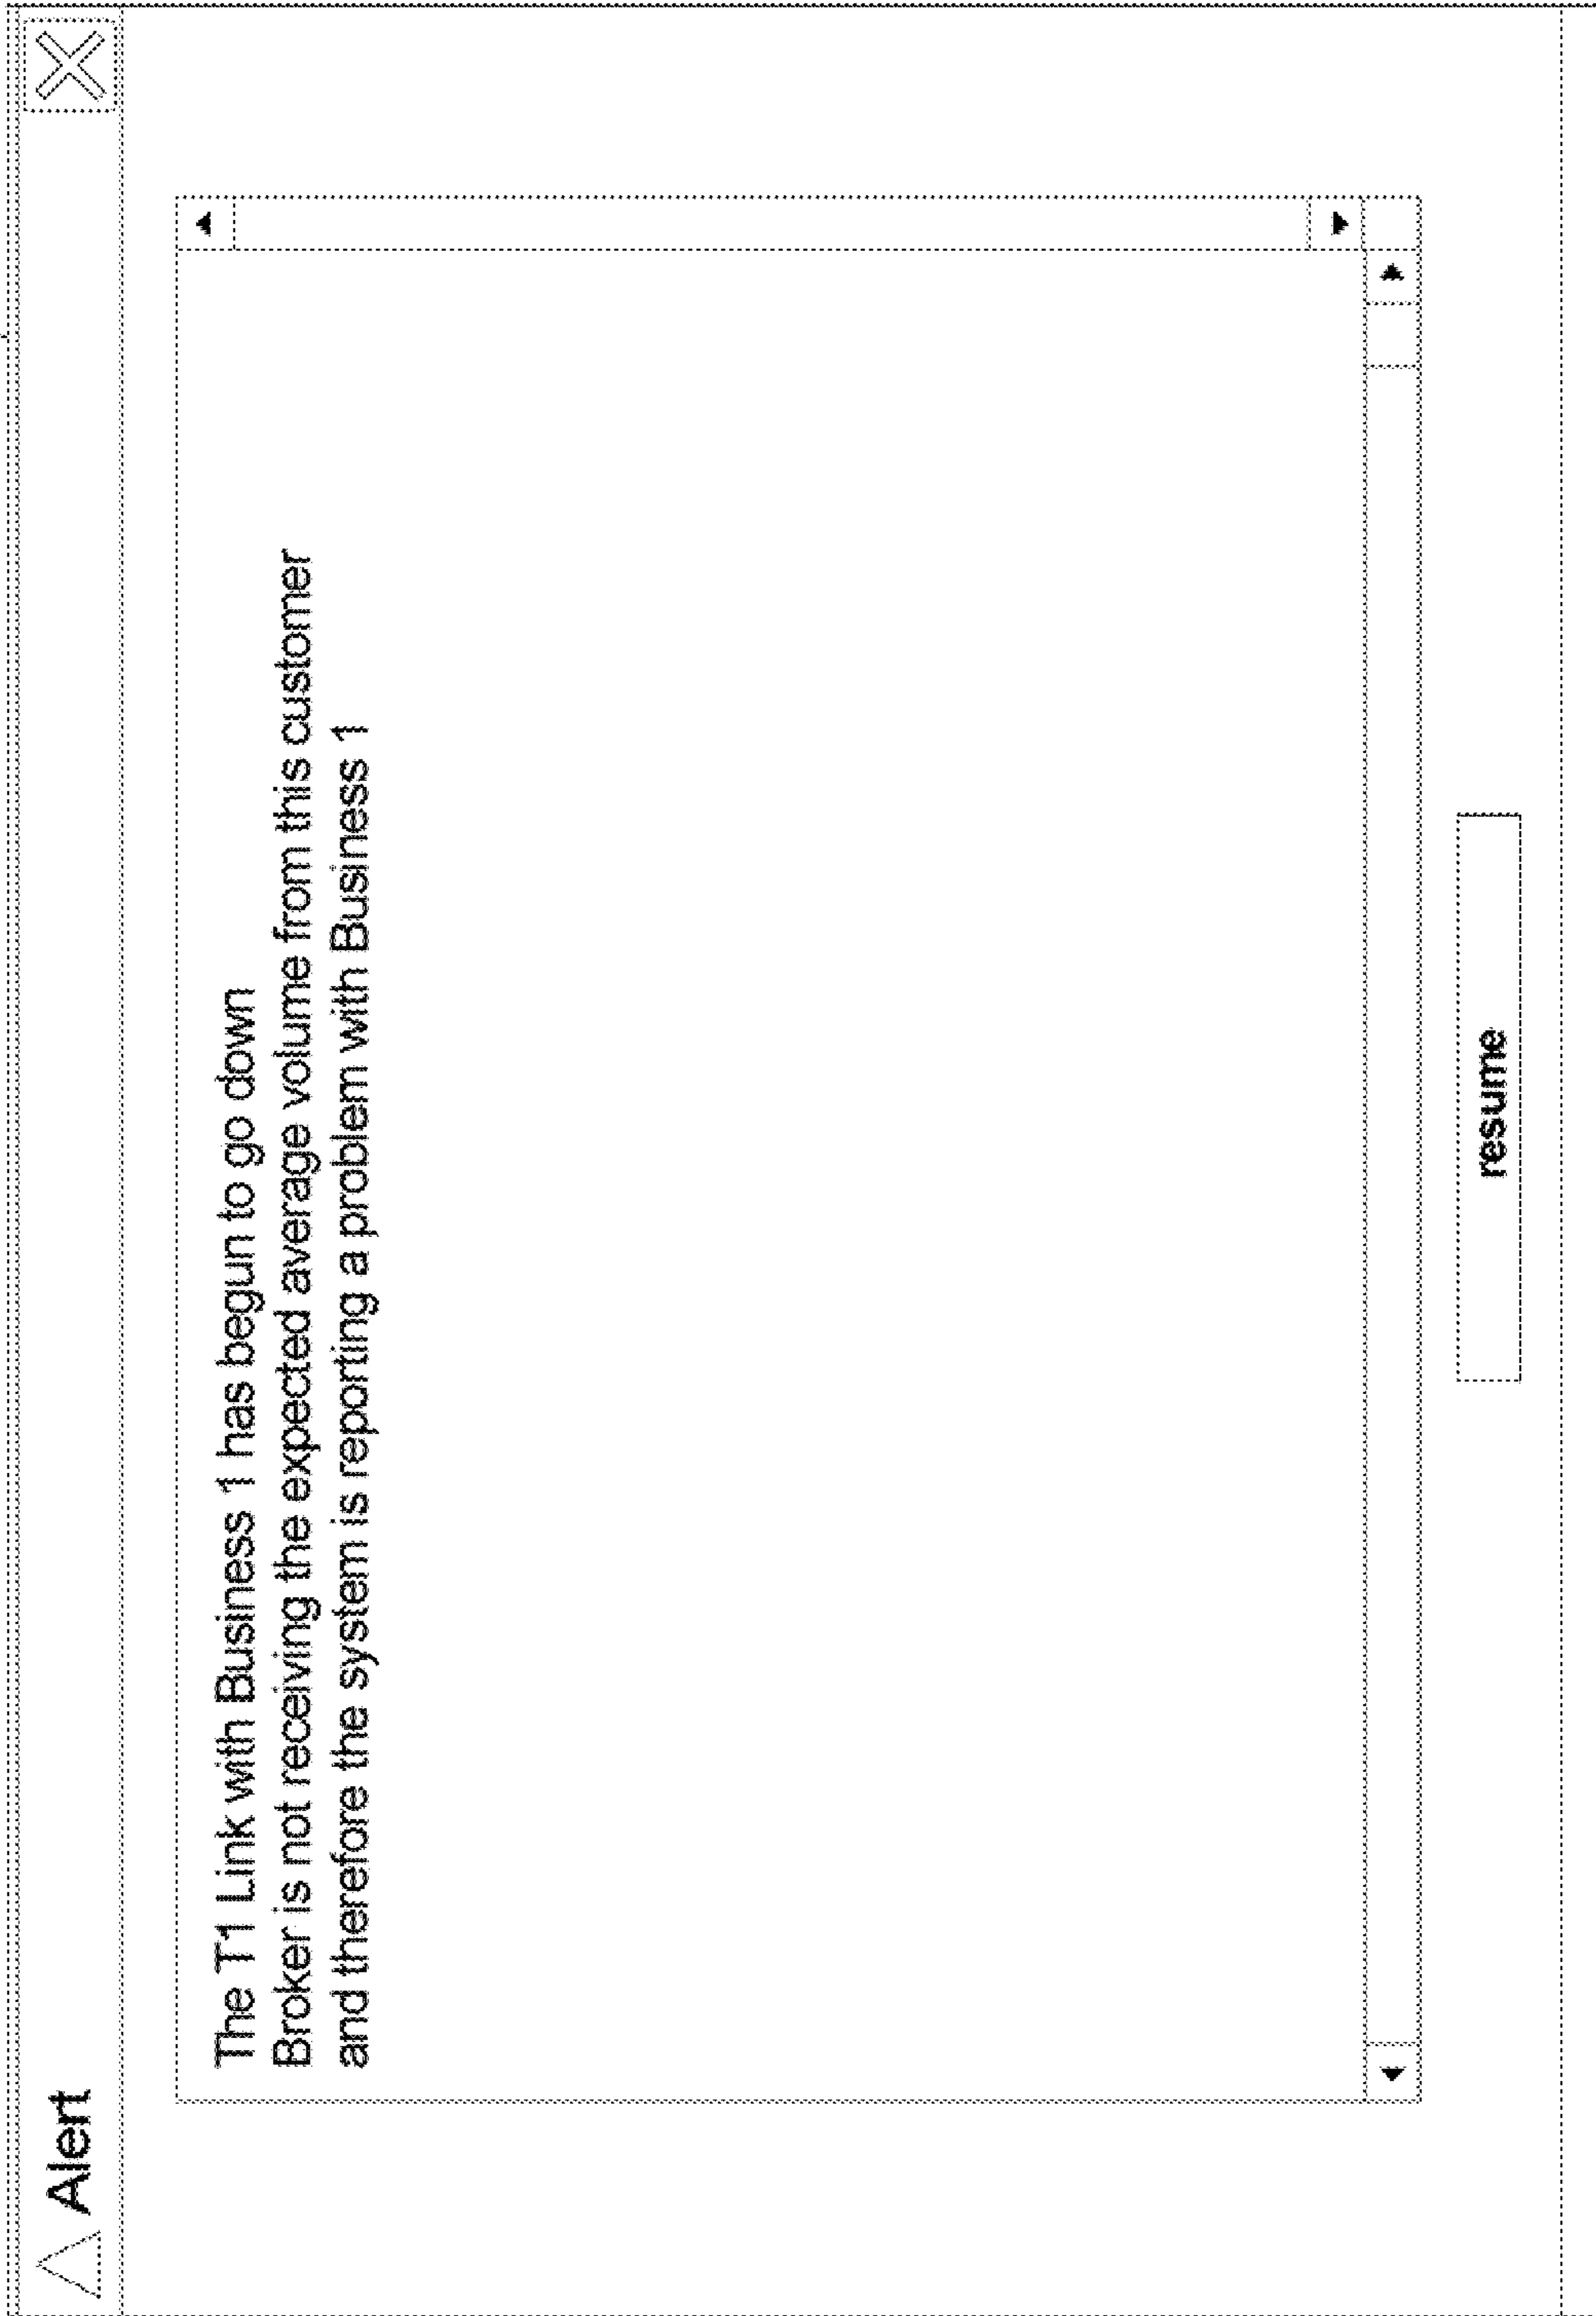 Alert
The T1 Link with Business 1 has begun to go down
Broker is not receiving the expected average volume from this customer
and therefore the system is reporting a problem with Business 1
resume